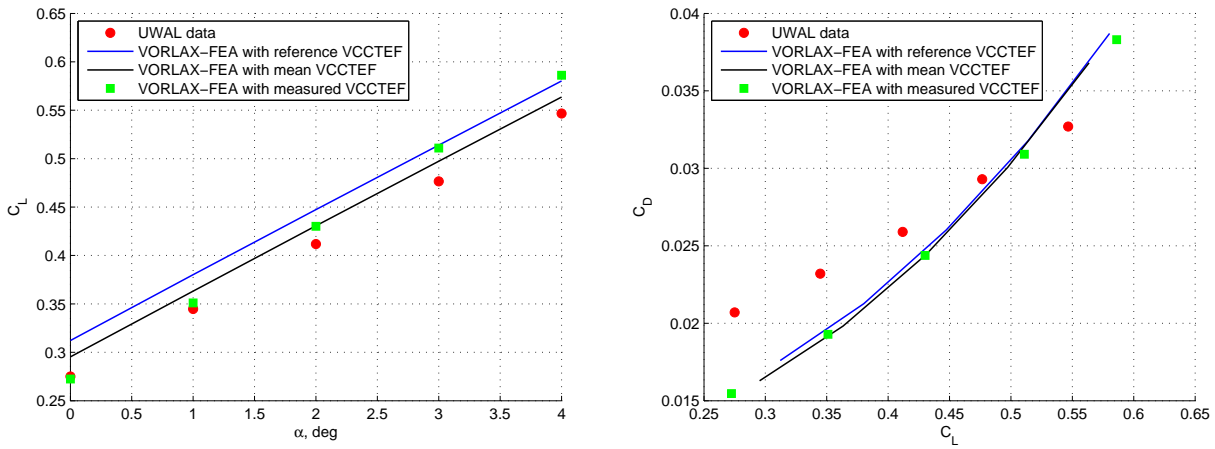 0.65
0.6
0.55
0.5
0.45
0.4
0.35
0.3
0.25
C_L
0 0.5 1 1.5 2 2.5 3 3.5 4
α, deg
UWAL data
VORLAX−FEA with reference VCCTEF
VORLAX−FEA with mean VCCTEF
VORLAX−FEA with measured VCCTEF
0.04
0.035
0.03
0.025
0.02
0.015
C_D
0.25 0.3 0.35 0.4 0.45 0.5 0.55 0.6 0.65
C_L
UWAL data
VORLAX−FEA with reference VCCTEF
VORLAX−FEA with mean VCCTEF
VORLAX−FEA with measured VCCTEF